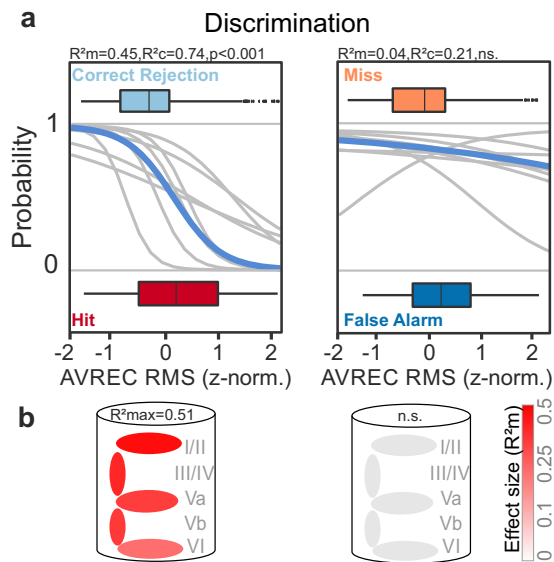 a
Discrimination
R²m=0.45,R²c=0.74,p<0.001
R²m=0.04,R²c=0.21,ns.
Correct Rejection
Miss
1
Probability
0
Hit
False Alarm
-2 -1 0 1 2
-2 -1 0 1 2
AVREC RMS (z-norm.)
AVREC RMS (z-norm.)
b
R²max=0.51
I/II
III/IV
Va
Vb
VI
n.s.
I/II
III/IV
Va
Vb
VI
Effect size (R²m)
0.5
0.25
0.1
0